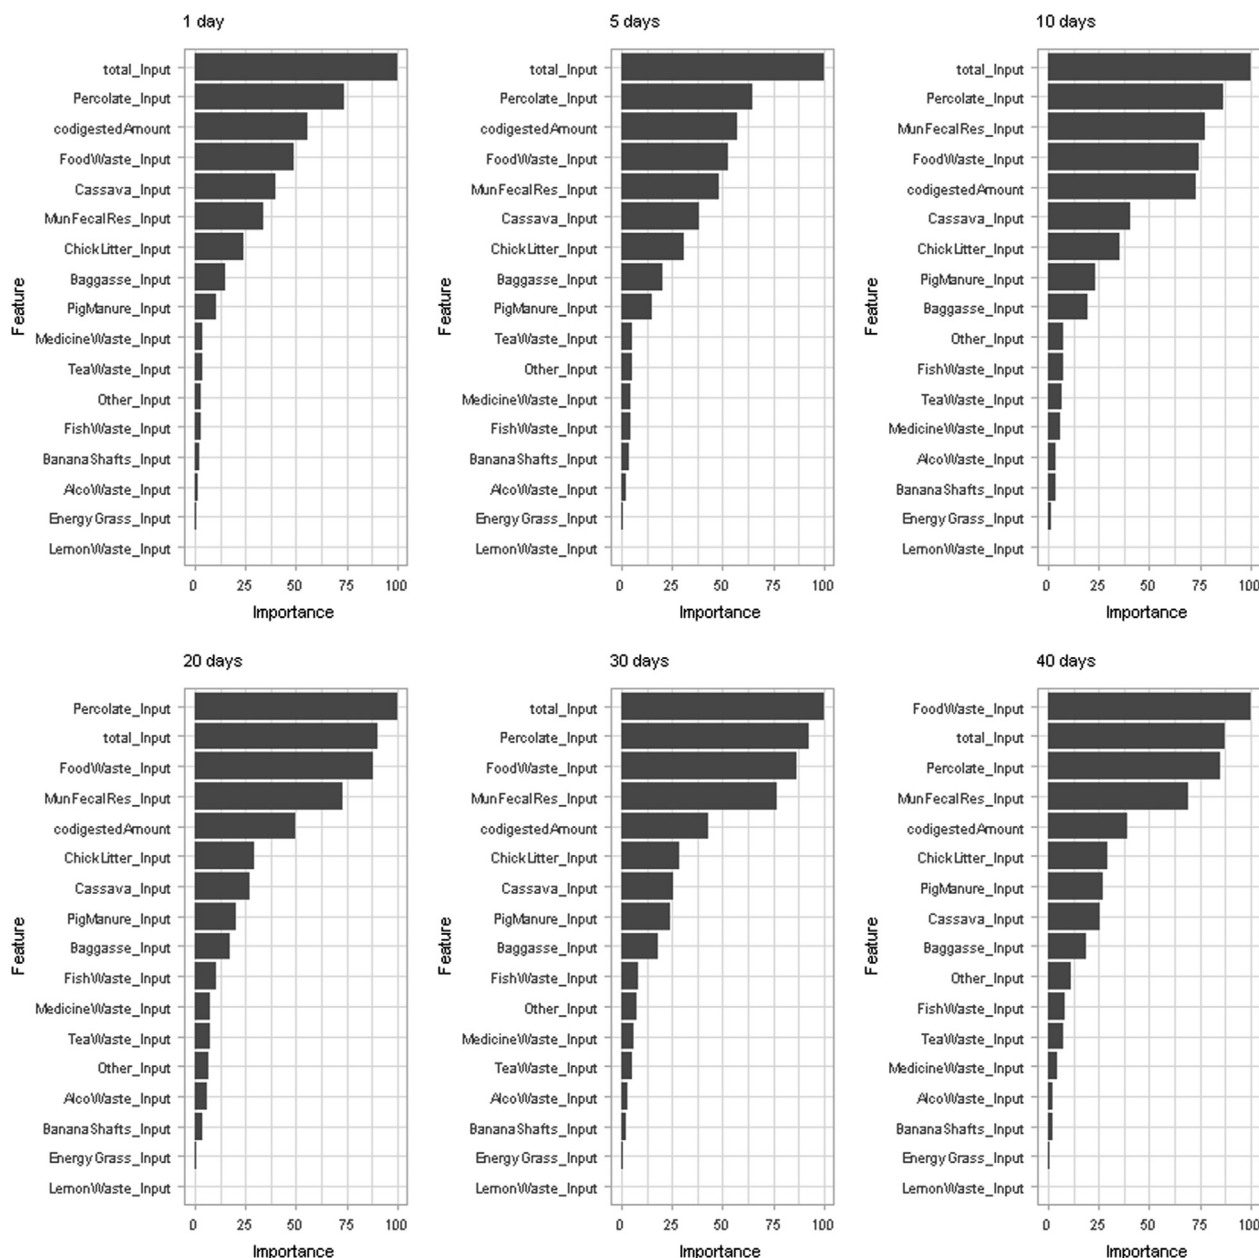 1 day
total_Input
Percolate_Input
codigestedAmount
FoodWaste_Input
Cassava_Input
MunFecalRes_Input
ChickLitter_Input
Baggasse_Input
PigManure_Input
MedicineWaste_Input
TeaWaste_Input
Other_Input
FishWaste_Input
BananaShafts_Input
AlcoWaste_Input
EnergyGrass_Input
LemonWaste_Input
Feature
0 25 50 75 100
Importance
5 days
total_Input
Percolate_Input
codigestedAmount
FoodWaste_Input
MunFecalRes_Input
Cassava_Input
ChickLitter_Input
Baggasse_Input
PigManure_Input
TeaWaste_Input
Other_Input
MedicineWaste_Input
FishWaste_Input
BananaShafts_Input
AlcoWaste_Input
EnergyGrass_Input
LemonWaste_Input
Feature
0 25 50 75 100
Importance
10 days
total_Input
Percolate_Input
MunFecalRes_Input
FoodWaste_Input
codigestedAmount
Cassava_Input
ChickLitter_Input
PigManure_Input
Baggasse_Input
Other_Input
FishWaste_Input
TeaWaste_Input
MedicineWaste_Input
AlcoWaste_Input
BananaShafts_Input
EnergyGrass_Input
LemonWaste_Input
Feature
0 25 50 75 100
Importance
20 days
Percolate_Input
total_Input
FoodWaste_Input
MunFecalRes_Input
codigestedAmount
ChickLitter_Input
Cassava_Input
PigManure_Input
Baggasse_Input
FishWaste_Input
MedicineWaste_Input
TeaWaste_Input
Other_Input
AlcoWaste_Input
BananaShafts_Input
EnergyGrass_Input
LemonWaste_Input
Feature
0 25 50 75 100
Importance
30 days
total_Input
Percolate_Input
FoodWaste_Input
MunFecalRes_Input
codigestedAmount
ChickLitter_Input
Cassava_Input
PigManure_Input
Baggasse_Input
FishWaste_Input
Other_Input
MedicineWaste_Input
TeaWaste_Input
AlcoWaste_Input
BananaShafts_Input
EnergyGrass_Input
LemonWaste_Input
Feature
0 25 50 75 100
Importance
40 days
FoodWaste_Input
total_Input
Percolate_Input
MunFecalRes_Input
codigestedAmount
ChickLitter_Input
PigManure_Input
Cassava_Input
Baggasse_Input
Other_Input
FishWaste_Input
TeaWaste_Input
MedicineWaste_Input
AlcoWaste_Input
BananaShafts_Input
EnergyGrass_Input
LemonWaste_Input
Feature
0 25 50 75 100
Importance